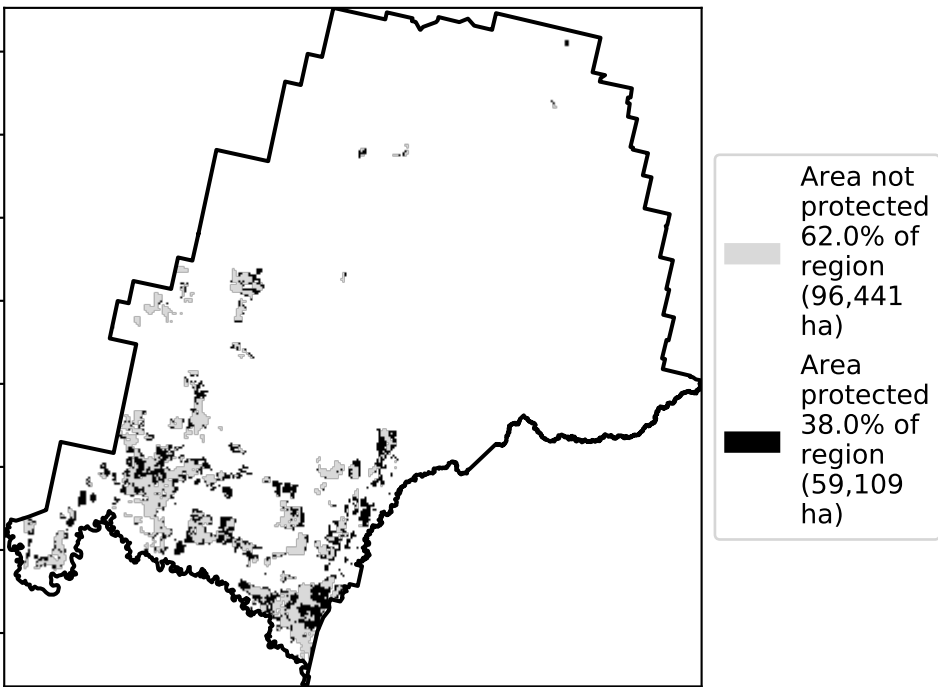 Area not
protected
62.0% of
region
(96,441
ha)
Area
protected
38.0% of
region
(59,109
ha)